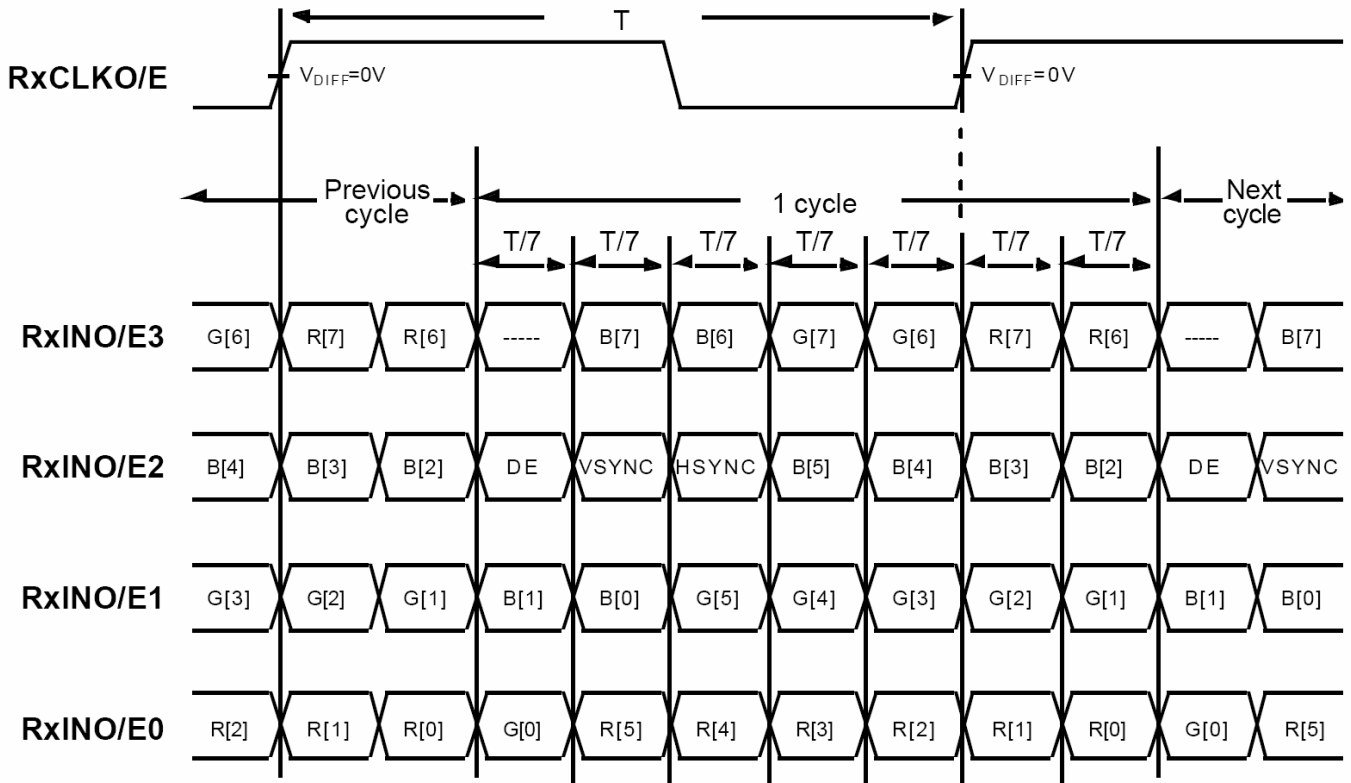 T
RxCLKO/E
VDIFF=0V VDIFF=0V
Previous cycle 1 cycle Next cycle
T/7 T/7 T/7 T/7 T/7 T/7 T/7
RxINO/E3 G[6] R[7] R[6] ----- B[7] B[6] G[7] G[6] R[7] R[6] ----- B[7]
RxINO/E2 B[4] B[3] B[2] DE VSYNC HSYNC B[5] B[4] B[3] B[2] DE VSYNC
RxINO/E1 G[3] G[2] G[1] B[1] B[0] G[5] G[4] G[3] G[2] G[1] B[1] B[0]
RxINO/E0 R[2] R[1] R[0] G[0] R[5] R[4] R[3] R[2] R[1] R[0] G[0] R[5]